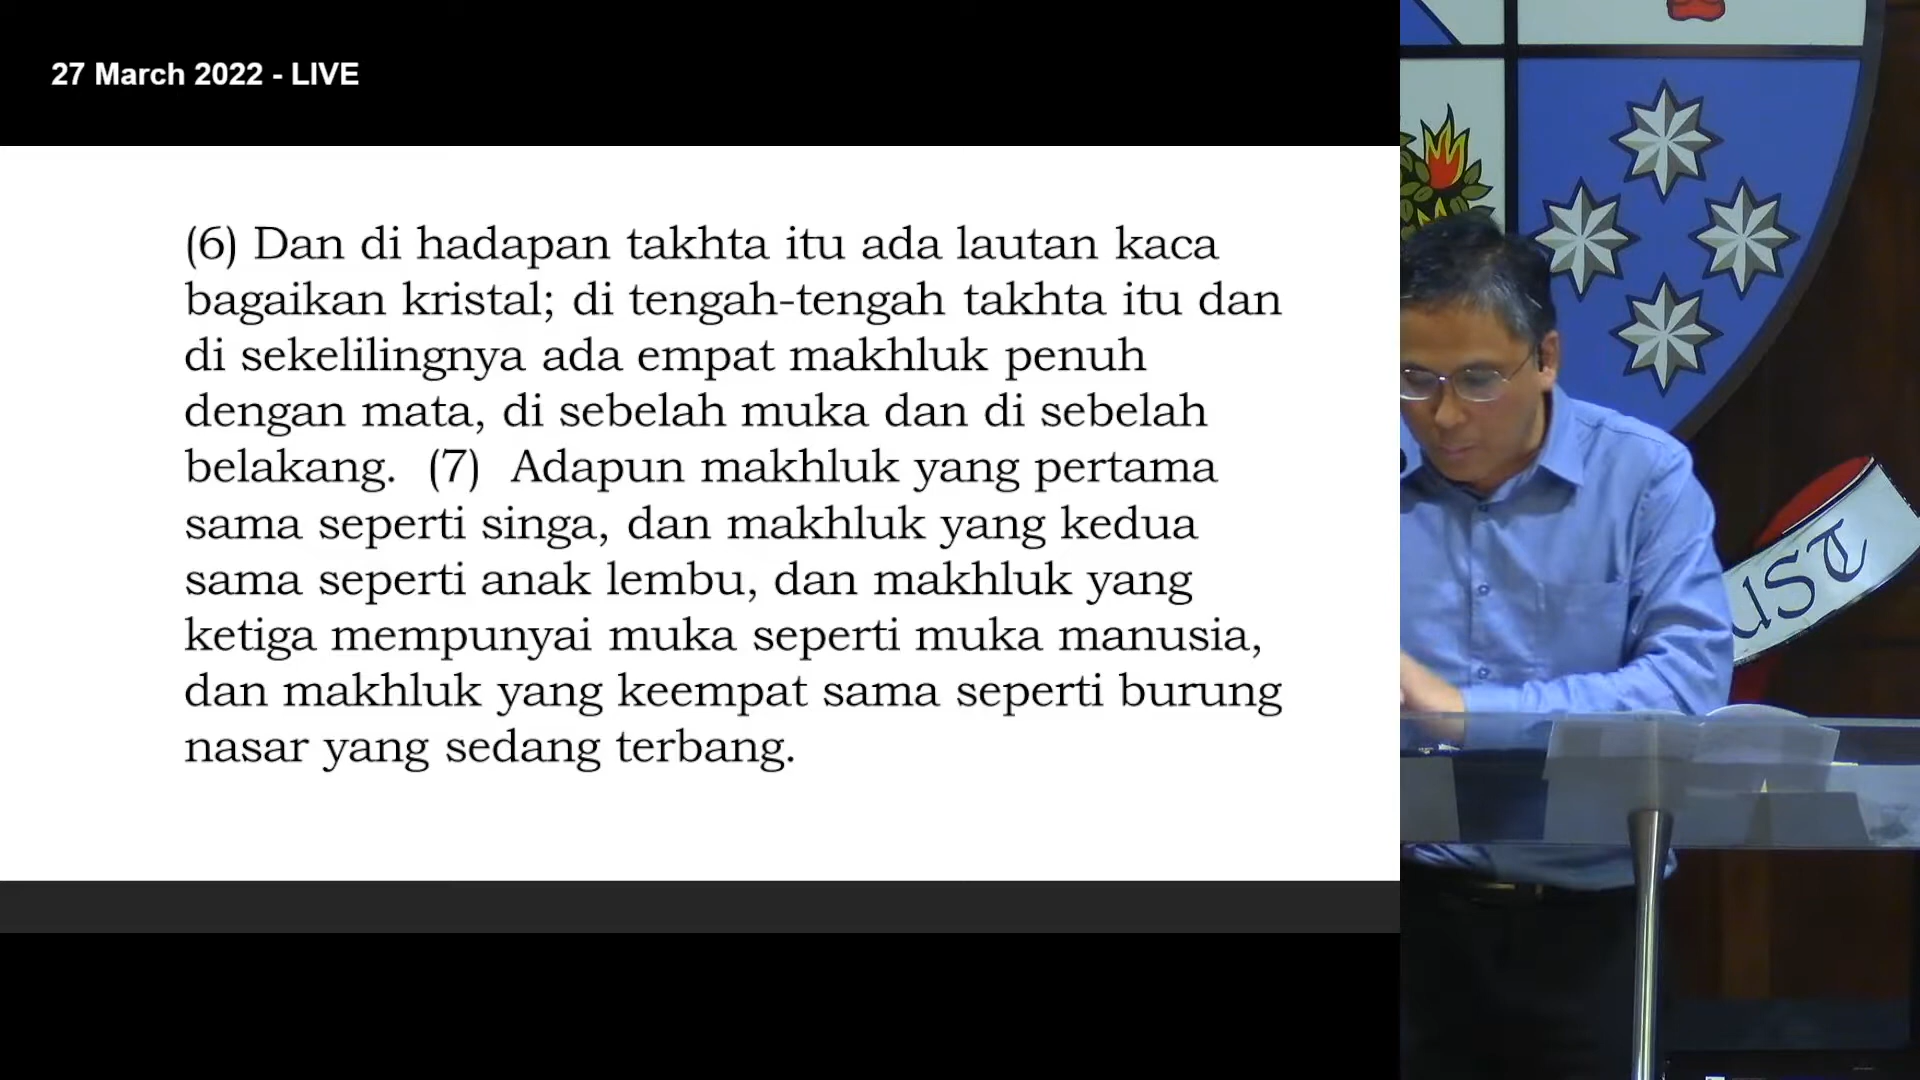 27 March 2022 - LIVE
(6) Dan di hadapan takhta itu ada lautan kaca
bagaikan kristal; di tengah-tengah takhta itu dan
di sekelilingnya ada empat makhluk penuh
dengan mata, di sebelah muka dan di sebelah
belakang. (7) Adapun makhluk yang pertama
sama seperti singa, dan makhluk yang kedua
sama seperti anak lembu, dan makhluk yang
ketiga mempunyai muka seperti muka manusia,
dan makhluk yang keempat sama seperti burung
nasar yang sedang terbang.
UST